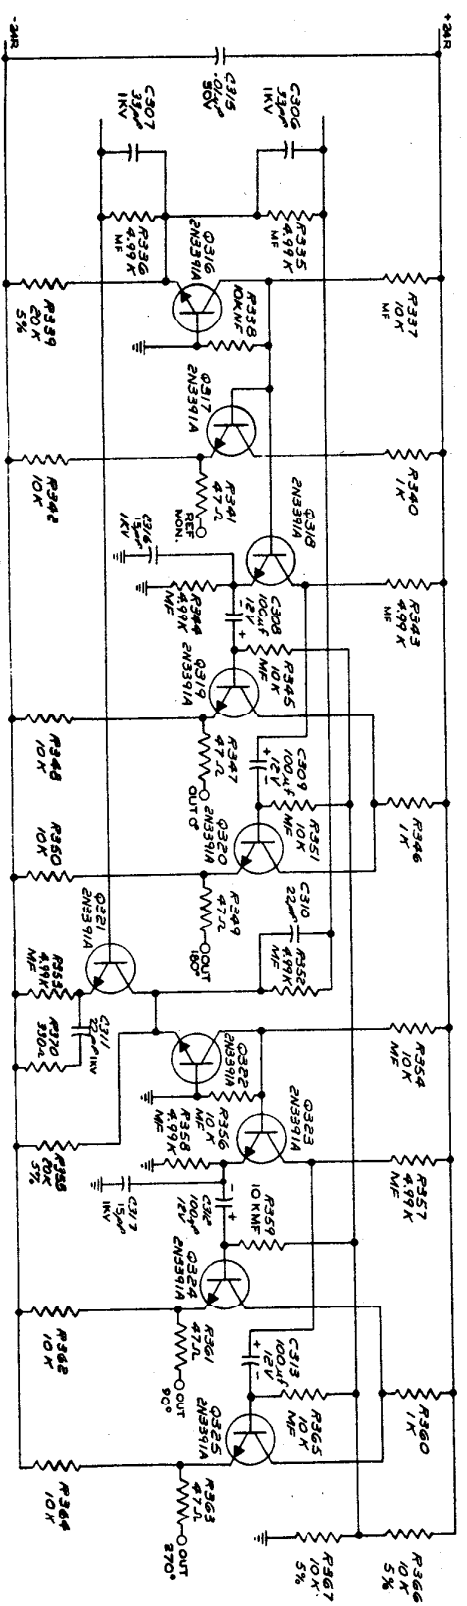 +24R
-24R
C315
.01µF
50V
C306
33µµF
1KV
C307
33µµF
1KV
R335
4.99K
MF
R336
4.99K
MF
Q316
2N3391A
R337
10K
MF
R338
R339
20K
5%
Q317
2N3391A
R340
1K
R341
47Ω
REF
MON.
R342
10K
Q318
2N3391A
R343
4.99K
MF
C316
15µµF
1KV
R344
4.99K
MF
C308
100µf
12V
- +
R345
10K
MF
Q319
2N3391A
R347
47Ω
OUT 0°
R348
10K
C309
100µf
12V
+ -
R346
1K
R351
10K
MF
Q320
2N3391A
R349
47Ω
OUT
180°
R350
10K
C310
22µµF
R352
4.99K
MF
Q321
2N3391A
R353
4.99K
MF
C311
22µµF 1KV
R370
330Ω
R354
10K
MF
Q322
2N3391A
R356
10K
MF
20K
5%
Q323
2N3391A
R357
4.99K
MF
R358
4.99K
MF
C317
15µµF
1KV
C312
100µf
12V
- +
R359
10KMF
Q324
2N3391A
R361
47Ω
OUT
90°
R362
10K
C313
100µf
12V
+ -
R360
1K
R365
10K
MF
Q325
2N3391A
R363
47Ω
OUT
270°
R364
10K
R366
10K
5%
R367
10K
5%